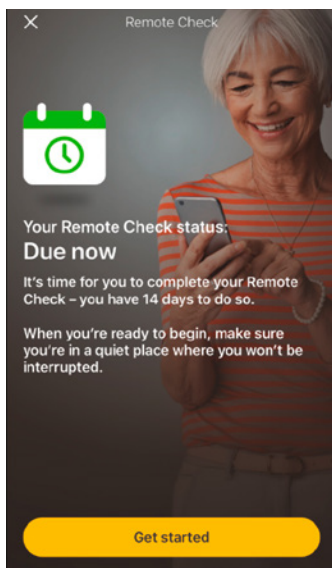 Remote Check
Your Remote Check status:
Due now
It's time for you to complete your Remote
Check – you have 14 days to do so.
When you're ready to begin, make sure
you're in a quiet place where you won't be
interrupted.
Get started